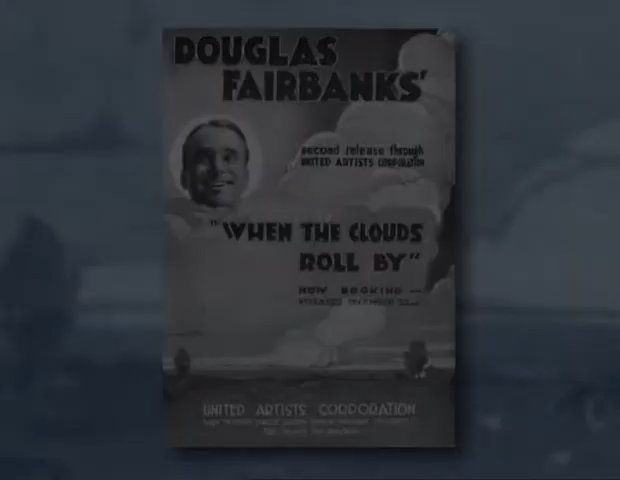 DOUGLAS
FAIRBANKS'
second release through
UNITED ARTISTS CORPORATION
"WHEN THE CLOUDS
ROLL BY"
NOW BOOKING —
UNITED ARTISTS CORPORATION